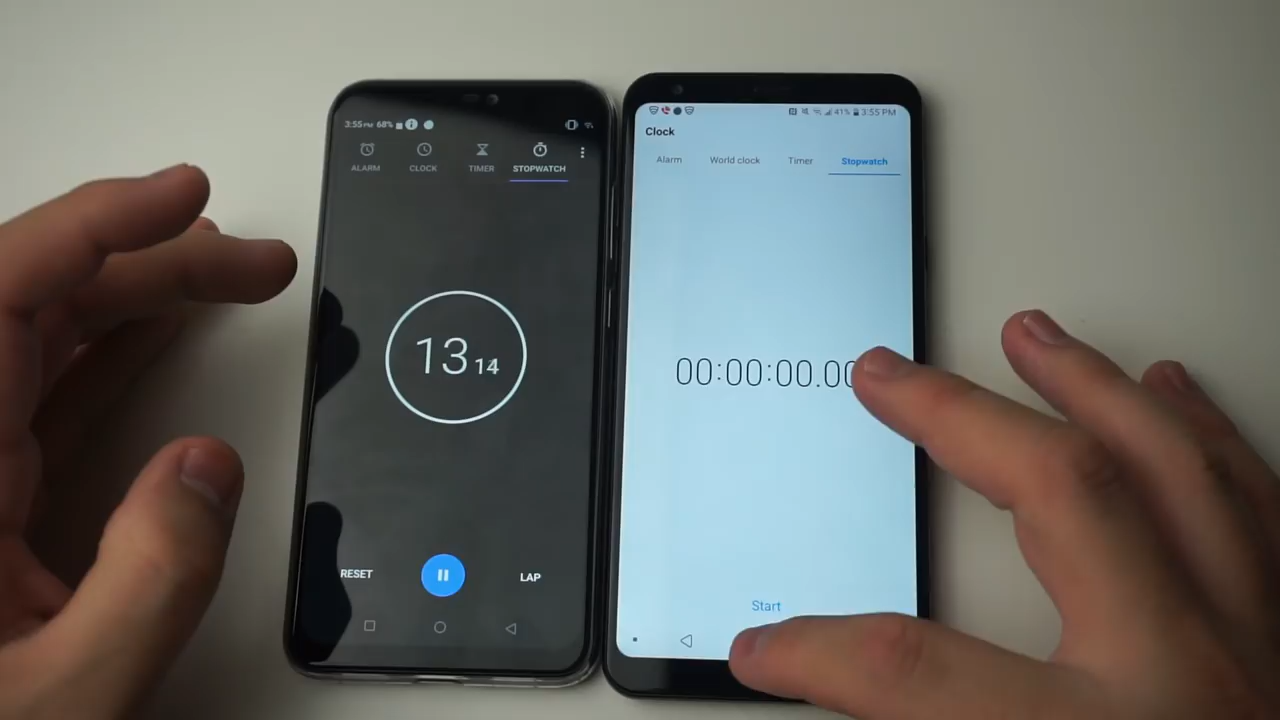 3:55 PM 68%
ALARM CLOCK TIMER STOPWATCH
13 14
RESET LAP
41% 3:55 PM
Clock
Alarm World clock Timer Stopwatch
00:00:00.00
Start